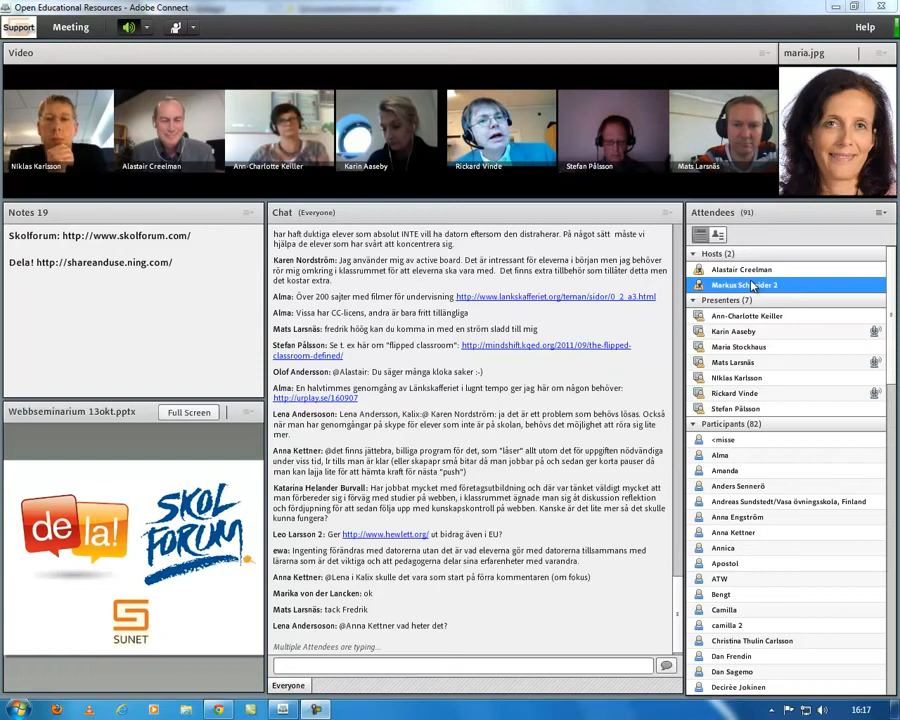 Open Educational Resources - Adobe Connect
Support Meeting Help
Video
maria.jpg
Niklas Karlsson
Alastair Creelman
Ann-Charlotte Keiller
Karin Aaseby
Rickard Vinde
Stefan Pålsson
Mats Larsnäs
Notes 19
Skolforum: http://www.skolforum.com/
Dela! http://shareanduse.ning.com/
Webbseminarium 13okt.pptx
Full Screen
de
la!
SKOL
FORUM
SUNET
Chat (Everyone)
har haft duktiga elever som absolut INTE vill ha datorn eftersom den distraherar. På något sätt måste vi
hjälpa de elever som har svårt att koncentrera sig.
Karen Nordström: Jag använder mig av active board. Det är intressant för eleverna i början men jag behöver
rör mig omkring i klassrummet för att eleverna ska vara med. Det finns extra tillbehör som tillåter detta men
det kostar extra.
Alma: Över 200 sajter med filmer för undervisning http://www.lankskafferiet.org/teman/sidor/0_2_a3.html
Alma: Vissa har CC-licens, andra är bara fritt tillgängliga
Mats Larsnäs: fredrik höög kan du komma in med en ström sladd till mig
Stefan Pålsson: Se t. ex här om "flipped classroom": http://mindshift.kqed.org/2011/09/the-flipped-
classroom-defined/
Olof Andersson: @Alastair: Du säger många kloka saker :-)
Alma: En halvtimmes genomgång av Länkskafferiet i lugnt tempo ger jag här om någon behöver:
http://urplay.se/160907
Lena Andersoson: Lena Andersson, Kalix:@ Karen Nordström: ja det är ett problem som behövs lösas. Också
när man har genomgångar på skype för elever som inte är på skolan, behövs det möjlighet att röra sig lite
mer.
Anna Kettner: @det finns jättebra, billiga program för det, som "låser" allt utom det för uppgiften nödvändiga
under viss tid, lr tills man är klar (eller skapapr små bitar då man jobbar på och sedan ger korta pauser då
man kan lajja lite för att hämta kraft för nästa "push")
Katarina Helander Burvall: Har jobbat mycket med företagsutbildning och där var tänket väldigt mycket att
man förbereder sig i förväg med studier på webben, i klassrummet ägnade man sig åt diskussion reflektion
och fördjupning för att sedan följa upp med kunskapskontroll på webben. Kanske är det lite mer så det skulle
kunna fungera?
Leo Larsson 2: Ger http://www.hewlett.org/ ut bidrag även i EU?
ewa: Ingenting förändras med datorerna utan det är vad eleverna gör med datorerna tillsammans med
lärarna som är det viktiga och att pedagogerna delar sina erfarenheter med varandra.
Anna Kettner: @Lena i Kalix skulle det vara som start på förra kommentaren (om fokus)
Marika von der Lancken: ok
Mats Larsnäs: tack Fredrik
Lena Andersoson: @Anna Kettner vad heter det?
Multiple Attendees are typing...
Everyone
Attendees (91)
Hosts (2)
Alastair Creelman
Markus Schneider 2
Presenters (7)
Ann-Charlotte Keiller
Karin Aaseby
Maria Stockhaus
Mats Larsnäs
Niklas Karlsson
Rickard Vinde
Stefan Pålsson
Participants (82)
<misse
Alma
Amanda
Anders Sennerö
Andreas Sundstedt/Vasa övningsskola, Finland
Anna Engström
Anna Kettner
Annica
Apostol
ATW
Bengt
Camilla
camilla 2
Christina Thulin Carlsson
Dan Frendin
Dan Sagemo
Decirèe Jokinen
16:17